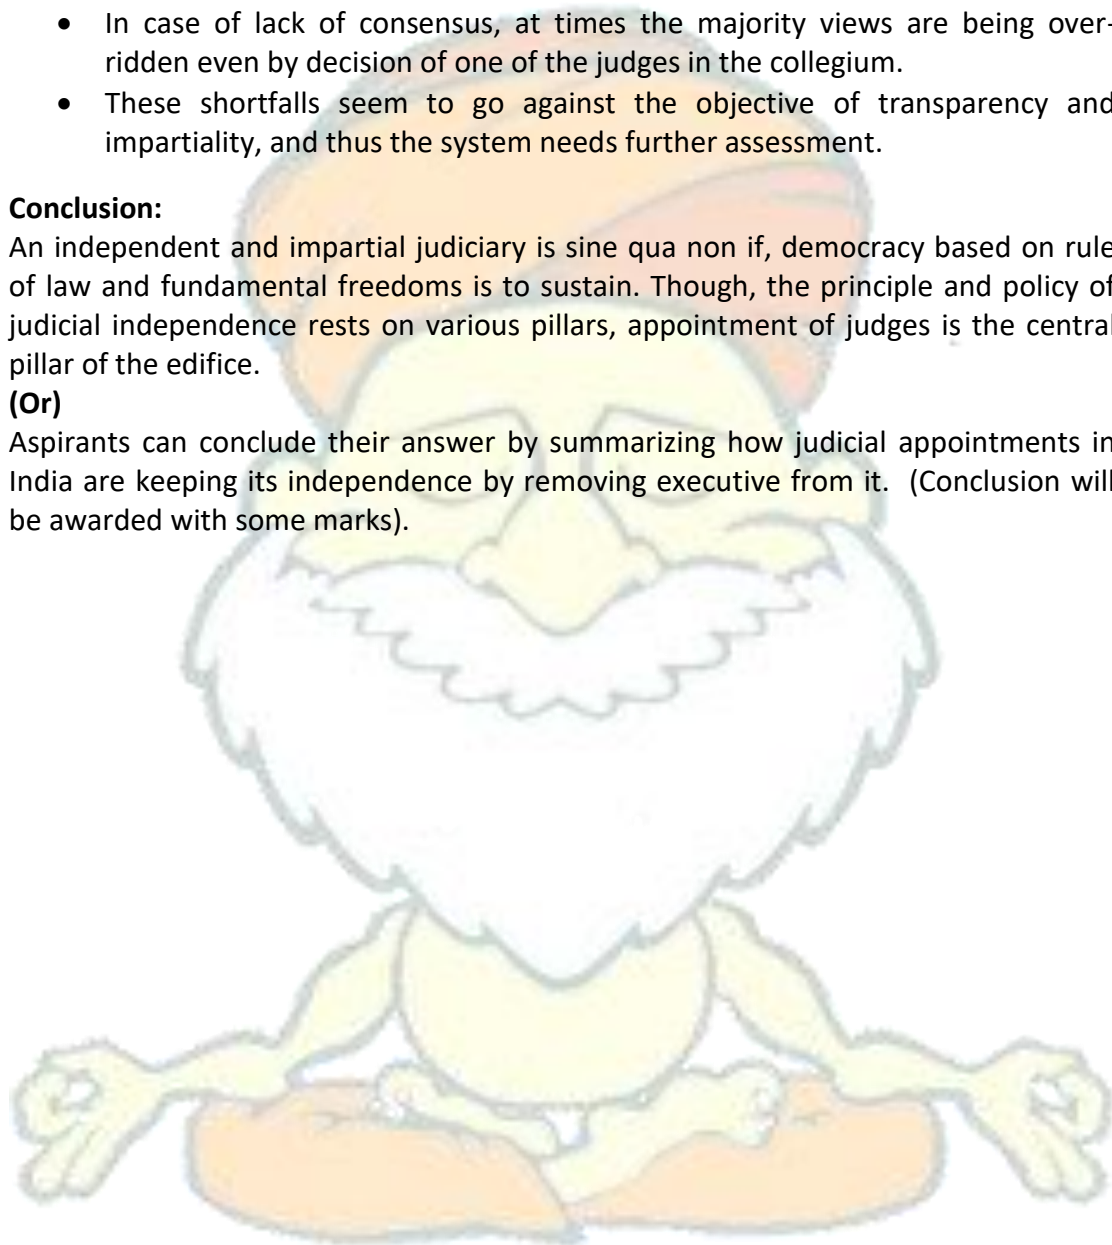 • In case of lack of consensus, at times the majority views are being over-
ridden even by decision of one of the judges in the collegium.
• These shortfalls seem to go against the objective of transparency and
impartiality, and thus the system needs further assessment.
Conclusion:
An independent and impartial judiciary is sine qua non if, democracy based on rule
of law and fundamental freedoms is to sustain. Though, the principle and policy of
judicial independence rests on various pillars, appointment of judges is the central
pillar of the edifice.
(Or)
Aspirants can conclude their answer by summarizing how judicial appointments in
India are keeping its independence by removing executive from it. (Conclusion will
be awarded with some marks).